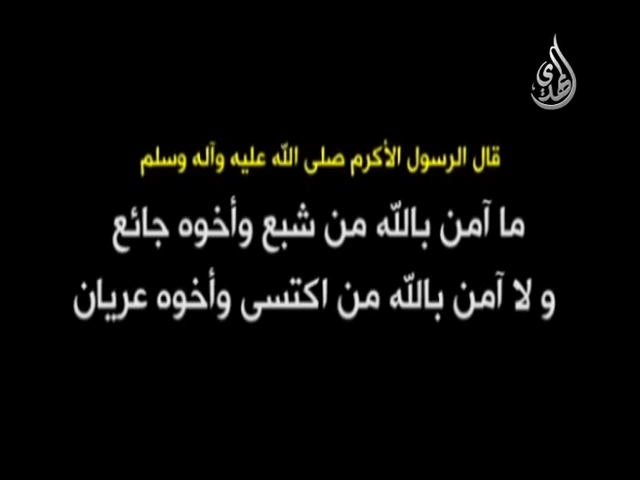 المهدي
قال الرسول الأكرم صلى الله عليه وآله وسلم
ما آمن بالله من شبع وأخوه جائع
و لا آمن بالله من اكتسى وأخوه عريان